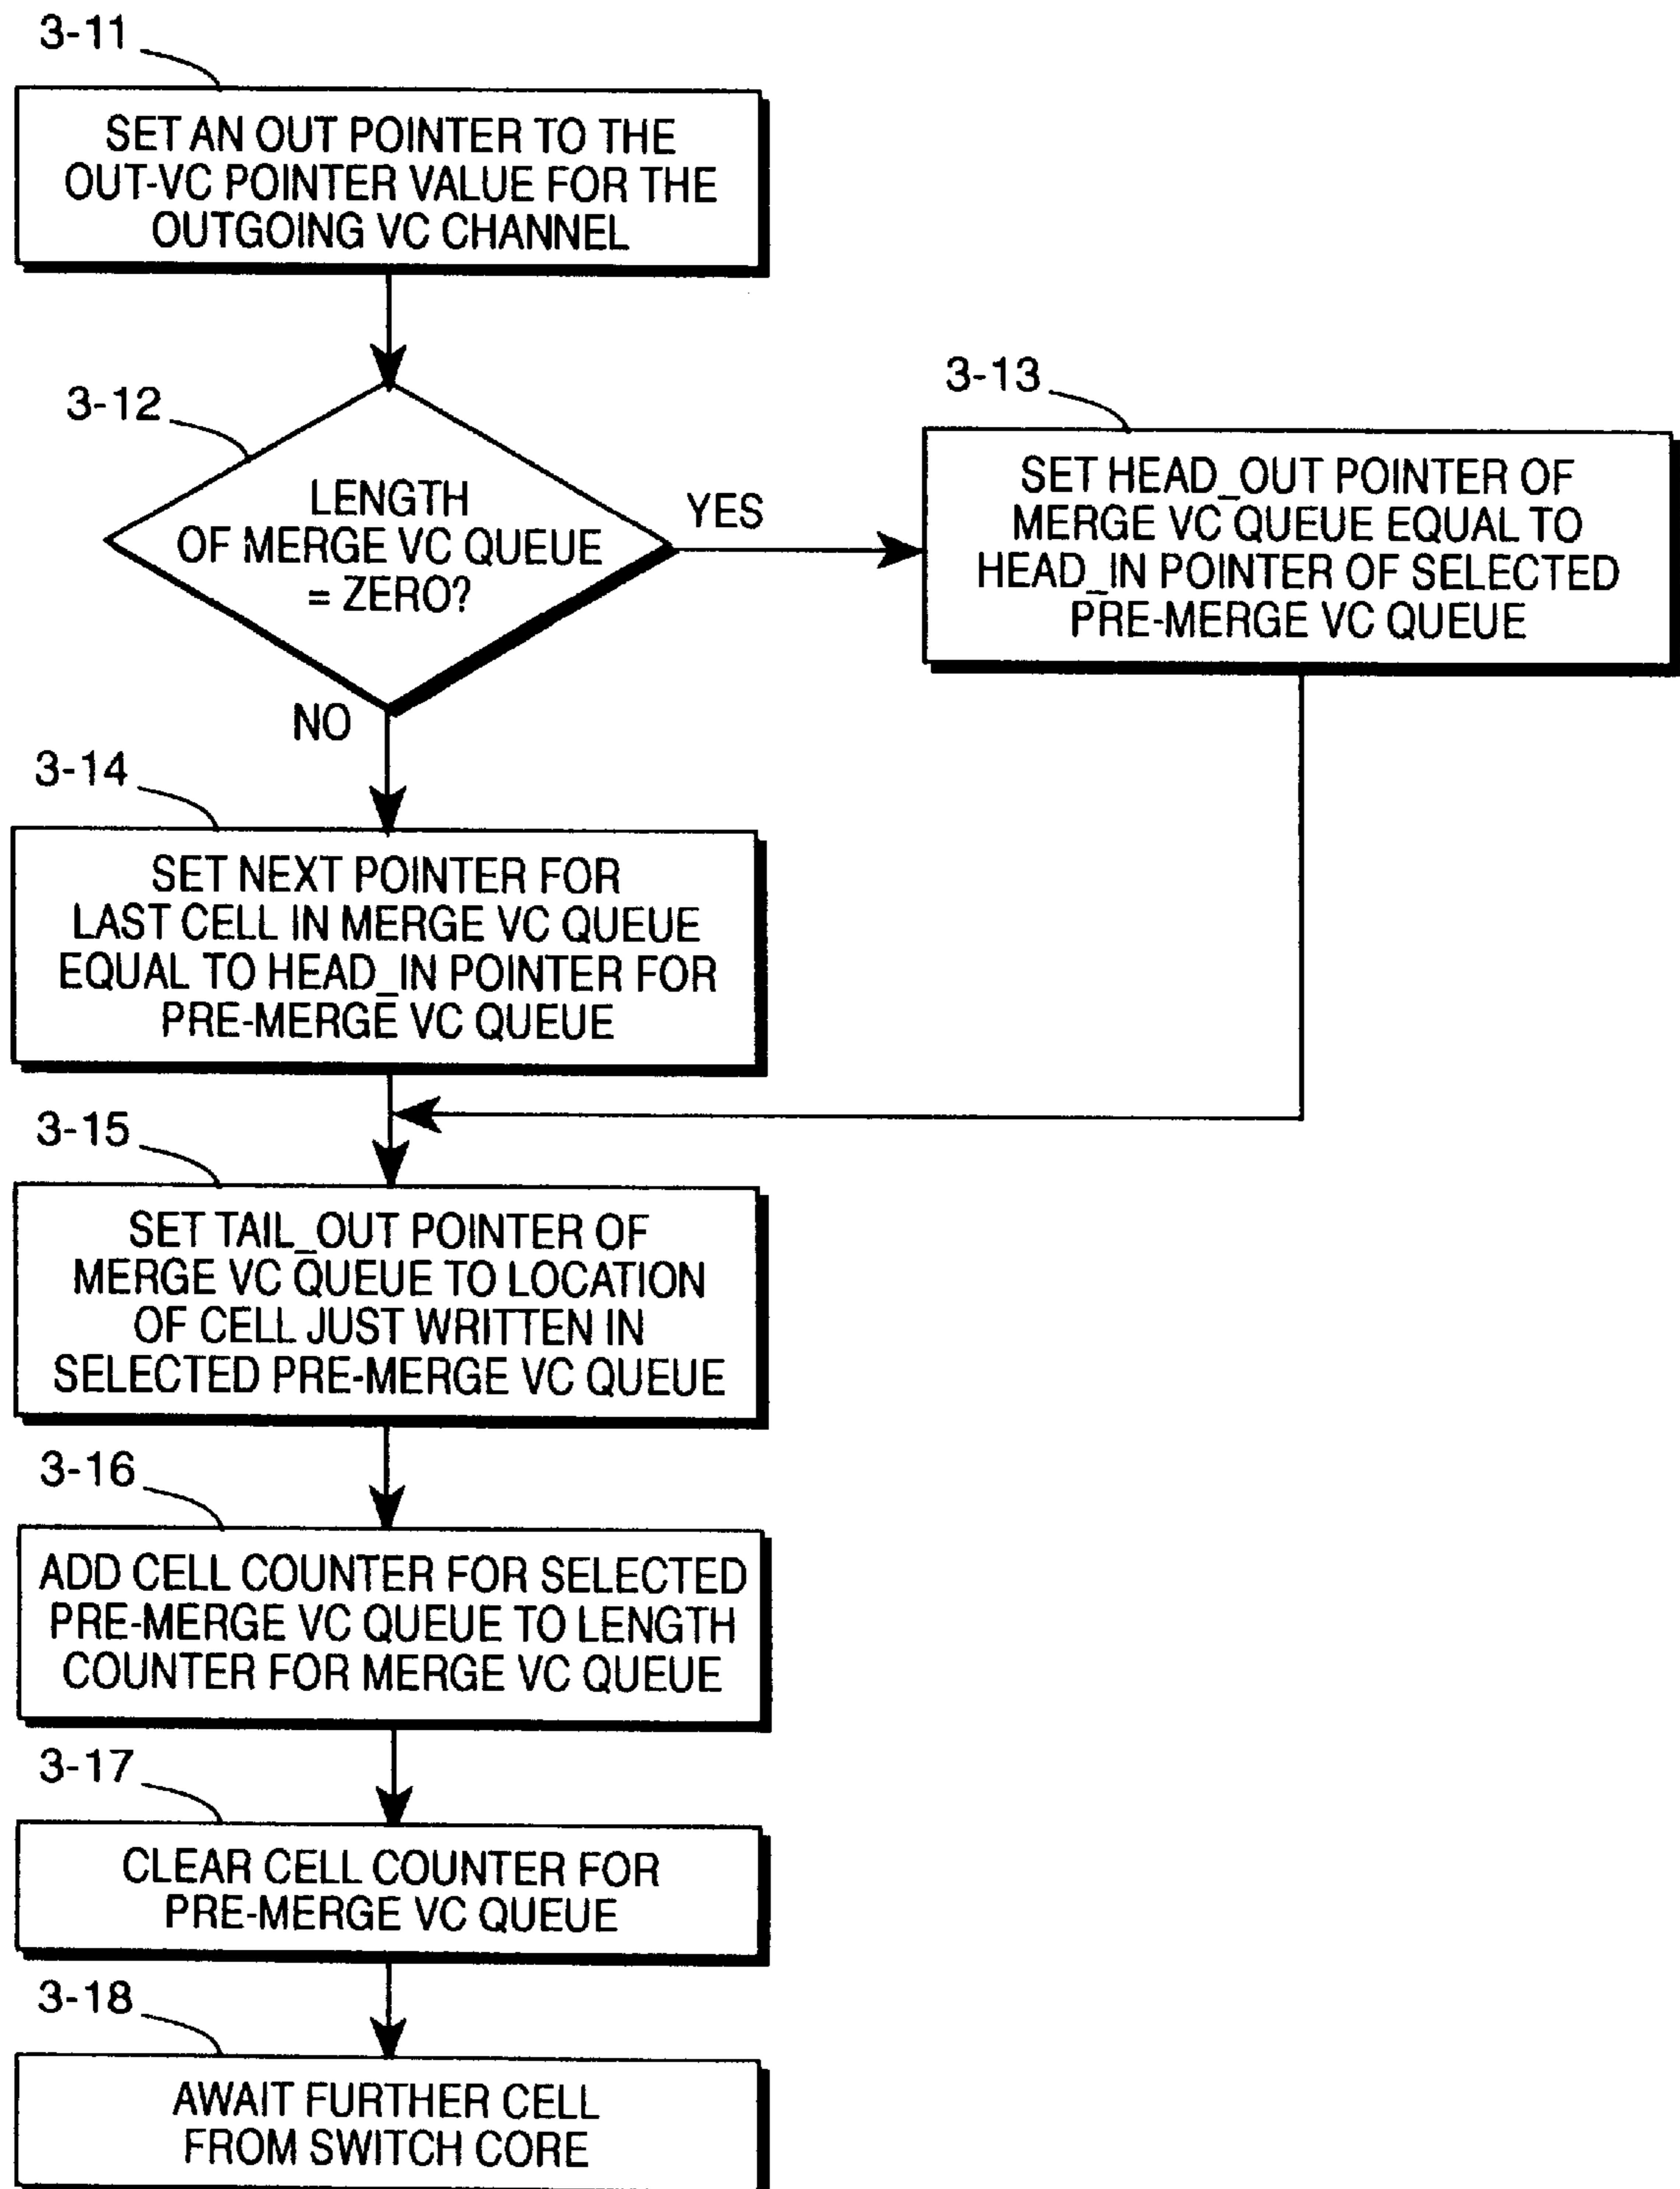 3-11
SET AN OUT POINTER TO THE
OUT-VC POINTER VALUE FOR THE
OUTGOING VC CHANNEL
3-12
LENGTH
OF MERGE VC QUEUE
= ZERO?
YES
NO
3-13
SET HEAD_OUT POINTER OF
MERGE VC QUEUE EQUAL TO
HEAD_IN POINTER OF SELECTED
PRE-MERGE VC QUEUE
3-14
SET NEXT POINTER FOR
LAST CELL IN MERGE VC QUEUE
EQUAL TO HEAD_IN POINTER FOR
PRE-MERGE VC QUEUE
3-15
SET TAIL_OUT POINTER OF
MERGE VC QUEUE TO LOCATION
OF CELL JUST WRITTEN IN
SELECTED PRE-MERGE VC QUEUE
3-16
ADD CELL COUNTER FOR SELECTED
PRE-MERGE VC QUEUE TO LENGTH
COUNTER FOR MERGE VC QUEUE
3-17
CLEAR CELL COUNTER FOR
PRE-MERGE VC QUEUE
3-18
AWAIT FURTHER CELL
FROM SWITCH CORE